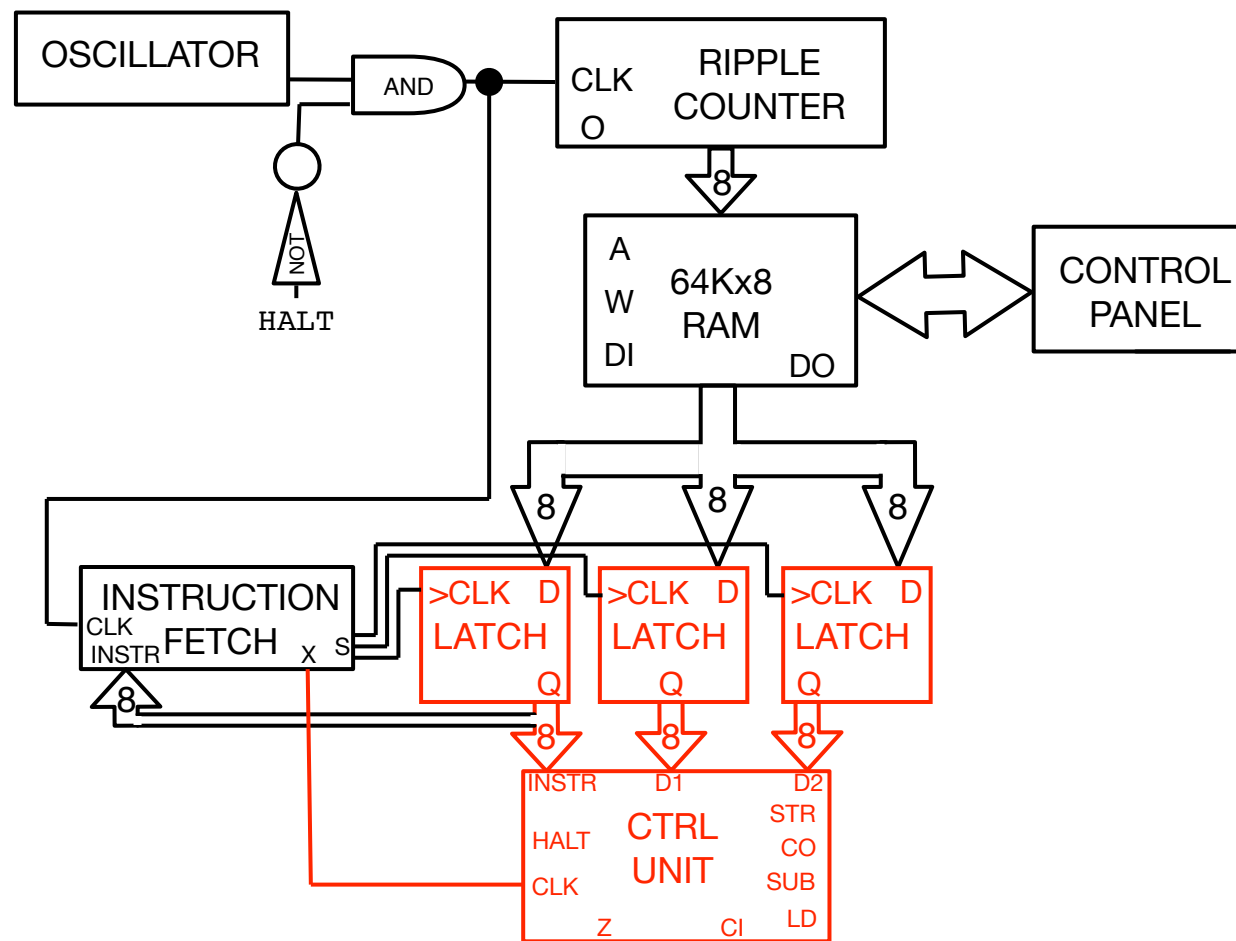 OSCILLATOR
AND
NOT
HALT
CLK
RIPPLE
COUNTER
O
8
A
W
DI
64Kx8
RAM
DO
CONTROL
PANEL
8
8
8
INSTRUCTION
FETCH
CLK
INSTR
X
S
8
>CLK D
LATCH
Q
>CLK D
LATCH
Q
>CLK D
LATCH
Q
8
8
8
INSTR
D1
D2
HALT
CLK
CTRL
UNIT
STR
CO
SUB
LD
Z
CI